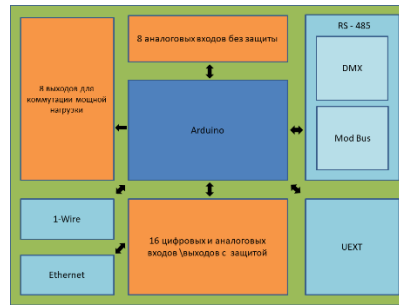 8 аналоговых входов без защиты
RS - 485
DMX
8 выходов для
коммутации мощной
нагрузки
Arduino
Mod Bus
1-Wire
16 цифровых и аналоговых
входов \выходов с защитой
UEXT
Ethernet